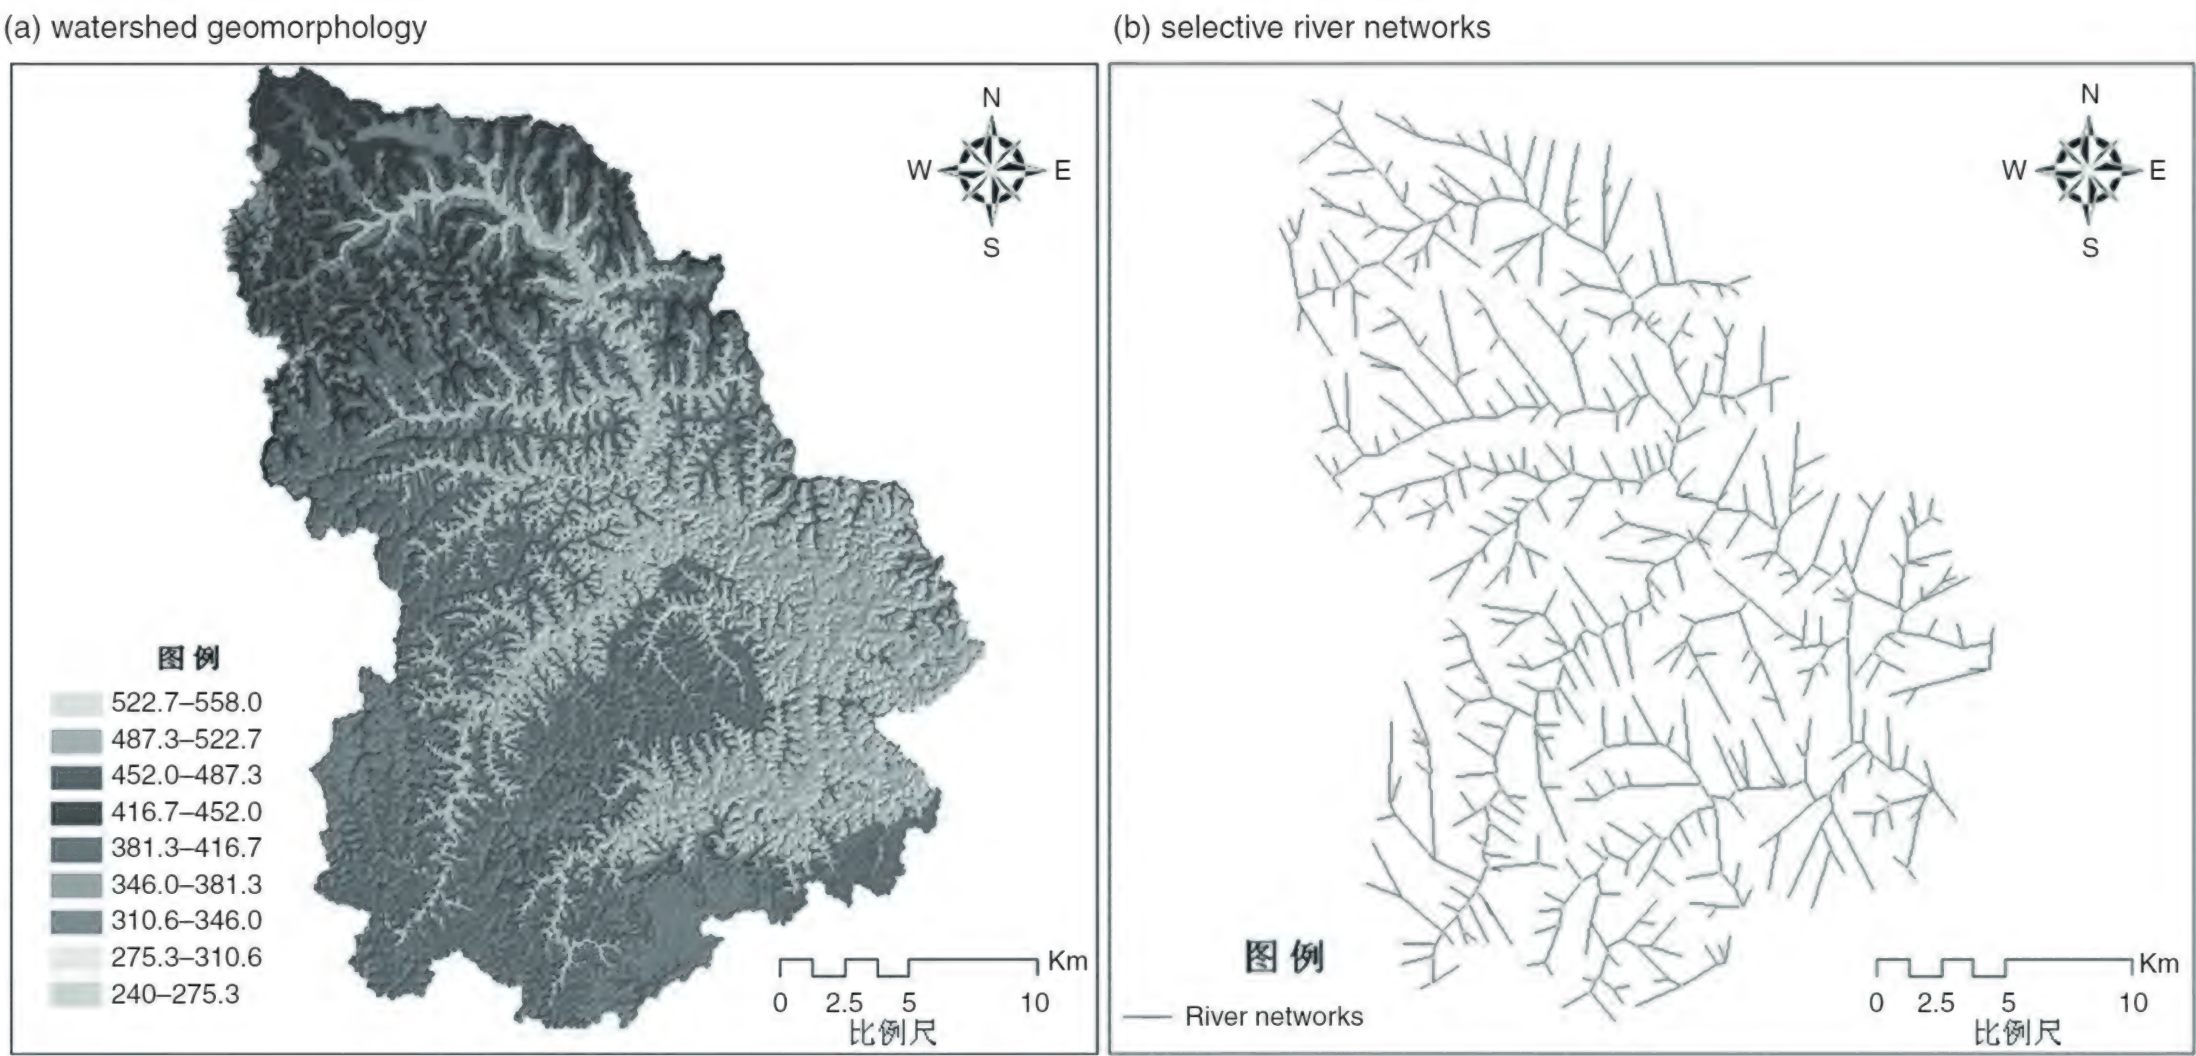 (a) watershed geomorphology
N
W E
S
图例
522.7–558.0
487.3–522.7
452.0–487.3
416.7–452.0
381.3–416.7
346.0–381.3
310.6–346.0
275.3–310.6
240–275.3
Km
0 2.5 5 10
比例尺
(b) selective river networks
N
W E
S
图例
River networks
Km
0 2.5 5 10
比例尺